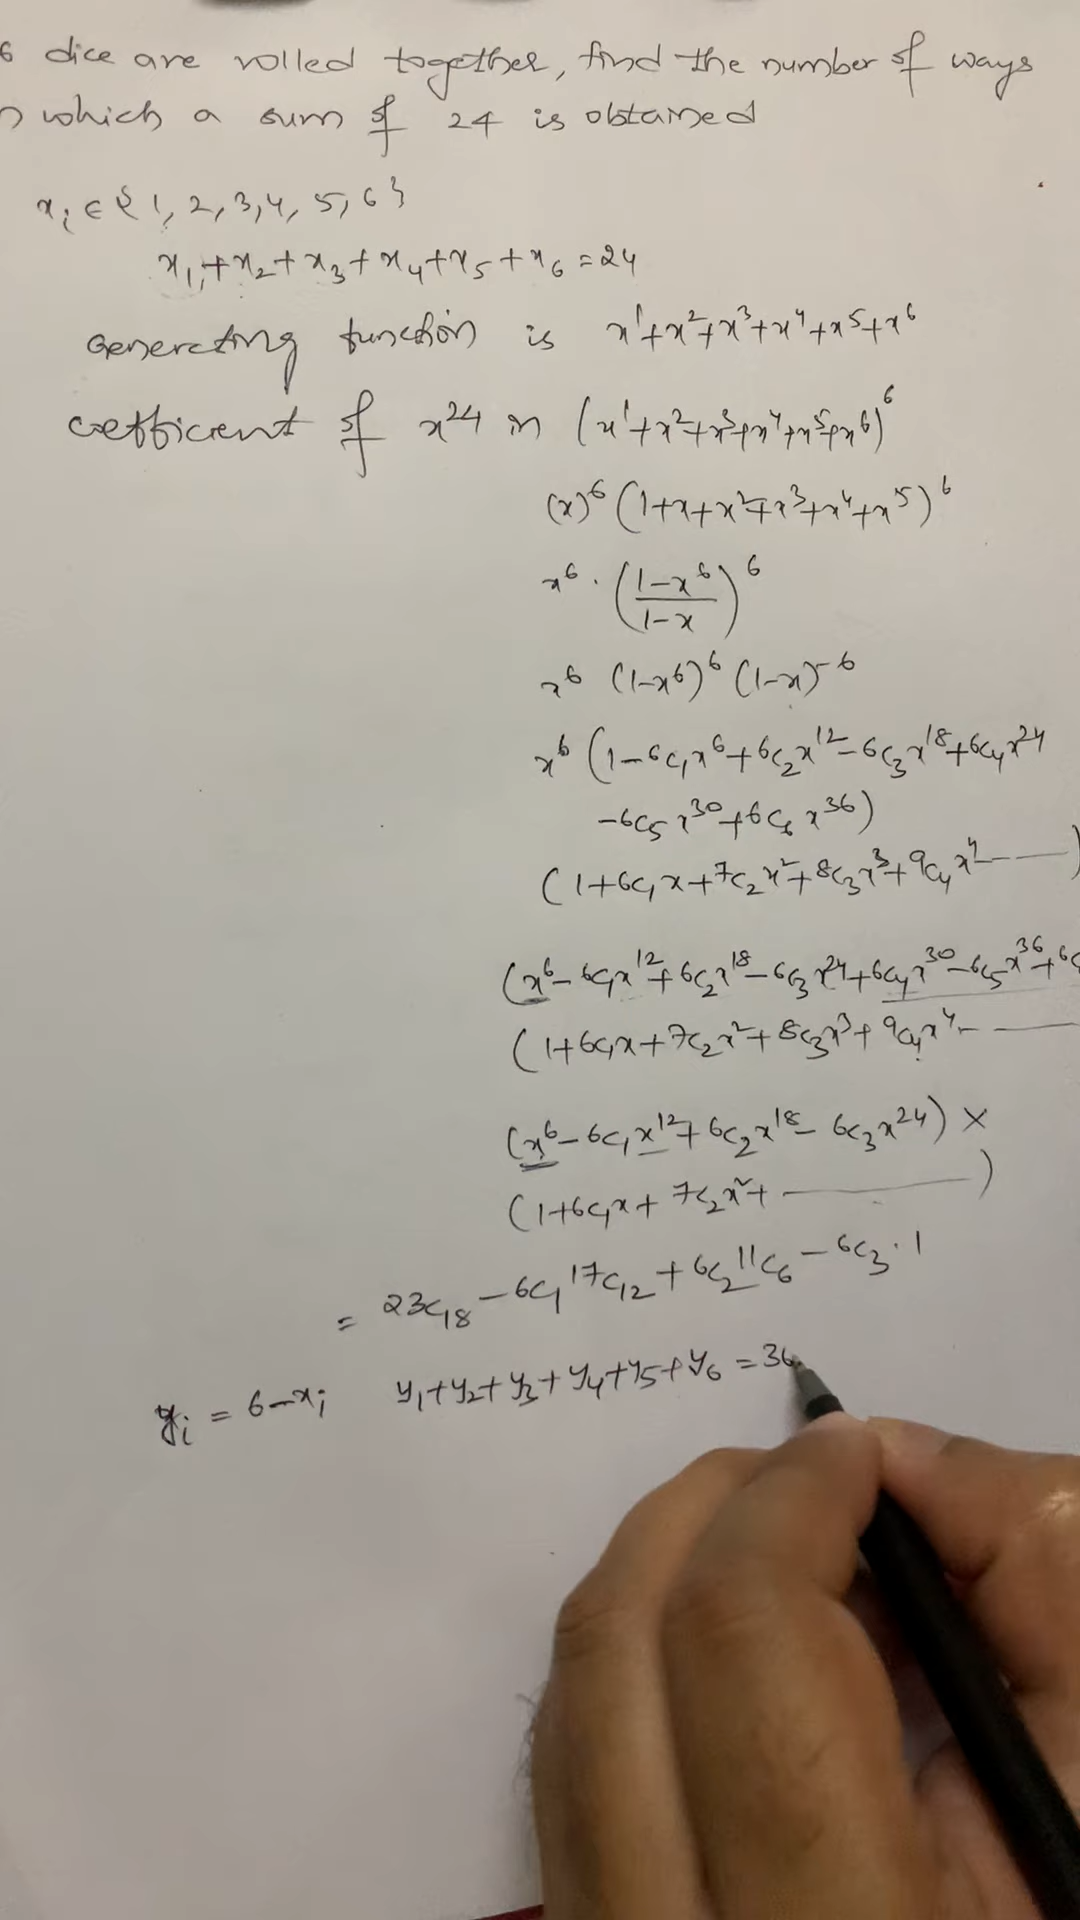 6 dice are rolled together, find the number of ways
which a sum of 24 is obtained
xᵢ ∈ {1, 2, 3, 4, 5, 6}
x₁ + x₂ + x₃ + x₄ + x₅ + x₆ = 24
Generating function is x¹ + x² + x³ + x⁴ + x⁵ + x⁶
coefficient of x²⁴ in (x¹ + x² + x³ + x⁴ + x⁵ + x⁶)⁶
(x)⁶ (1 + x + x² + x³ + x⁴ + x⁵)⁶
x⁶ · ((1 - x⁶)/(1 - x))⁶
x⁶ (1 - x⁶)⁶ (1 - x)⁻⁶
x⁶ (1 - 6C₁x⁶ + 6C₂x¹² - 6C₃x¹⁸ + 6C₄x²⁴
- 6C₅x³⁰ + 6C₆x³⁶)
(1 + 6C₁x + 7C₂x² + 8C₃x³ + 9C₄x⁴ ------)
(x⁶ - 6C₁x¹² + 6C₂x¹⁸ - 6C₃x²⁴ + 6C₄x³⁰ - 6C₅x³⁶ +
(1 + 6C₁x + 7C₂x² + 8C₃x³ + 9C₄x⁴ ------
(x⁶ - 6C₁x¹² + 6C₂x¹⁸ - 6C₃x²⁴) ×
(1 + 6C₁x + 7C₂x² + ------)
= 23C₁₈ - 6C₁ 17C₁₂ + 6C₂ 11C₆ - 6C₃ · 1
yᵢ = 6 - xᵢ y₁ + y₂ + y₃ + y₄ + y₅ + y₆ = 36